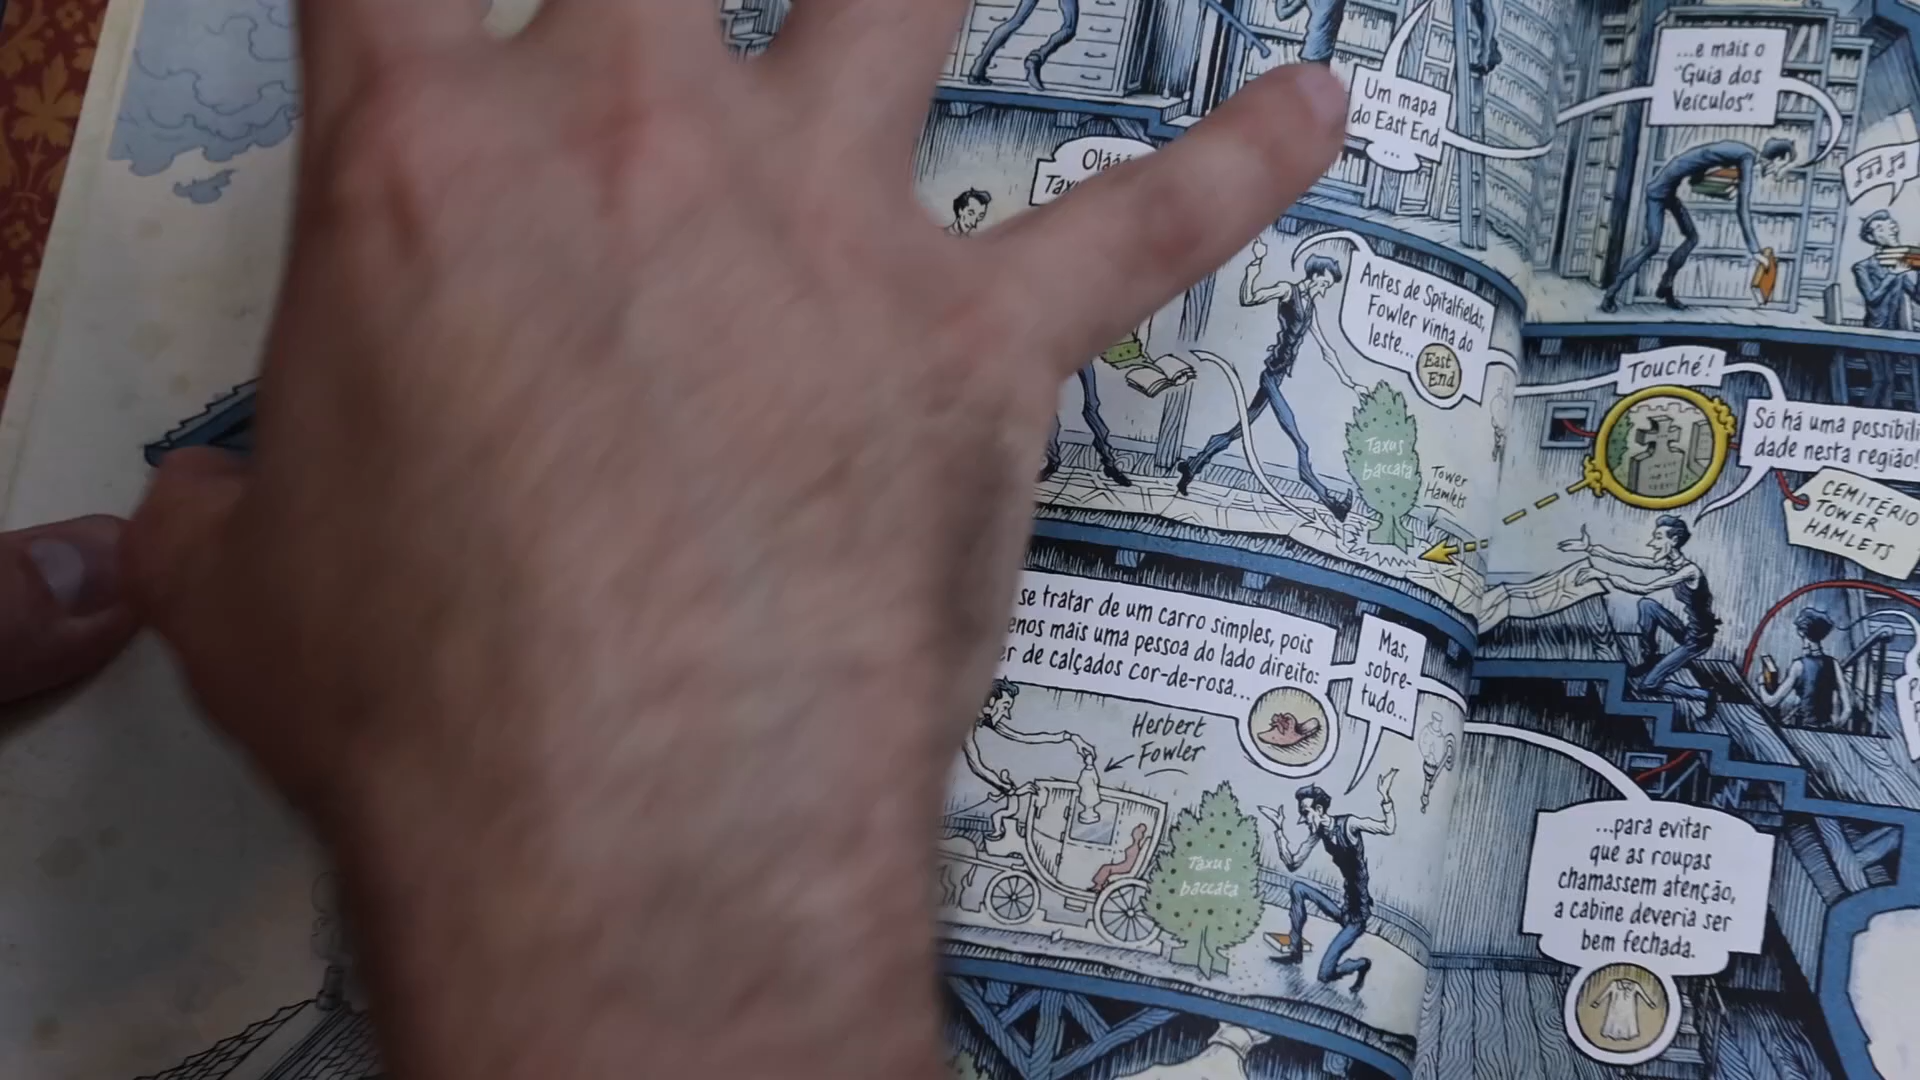 Um mapa
do East End
...
...e mais o
"Guia dos
Veículos".
Oláaa
Antes de Spitalfields,
Fowler vinha do
leste...
East
End
Taxus
baccata
Tower
Hamlets
Touché!
Só há uma possibili
dade nesta região!
CEMITÉRIO
TOWER
HAMLETS
se tratar de um carro simples, pois
mais uma pessoa do lado direito:
de calçados cor-de-rosa...
Mas,
sobre-
tudo...
Herbert
Fowler
Taxus
baccata
...para evitar
que as roupas
chamassem atenção,
a cabine deveria ser
bem fechada.